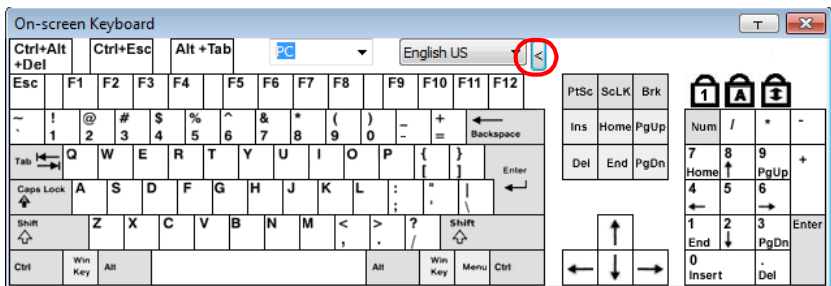 On-screen Keyboard T X
Ctrl+Alt +Del Ctrl+Esc Alt +Tab PC English US <
Esc F1 F2 F3 F4 F5 F6 F7 F8 F9 F10 F11 F12 PtSc ScLK Brk 1 A
~ ` ! 1 @ 2 # 3 $ 4 % 5 ^ 6 & 7 * 8 ( 9 ) 0 _ - + = Backspace Ins Home PgUp Num / * -
Tab Q W E R T Y U I O P { [ } ] Enter Del End PgDn 7 Home 8 9 PgUp +
Caps Lock A S D F G H J K L : ; " ' | \ 4 5 6
Shift Z X C V B N M < , > . ? / Shift 1 End 2 3 PgDn Enter
Ctrl Win Key Alt Alt Win Key Menu Ctrl 0 Insert . Del